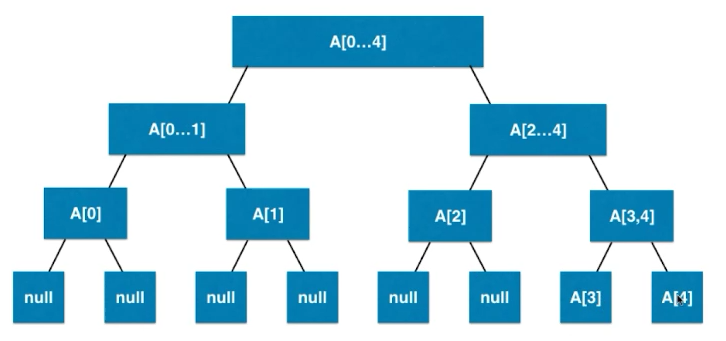 A[0...4]
A[0...1]
A[2...4]
A[0]
A[1]
A[2]
A[3,4]
null
null
null
null
null
null
A[3]
A[4]